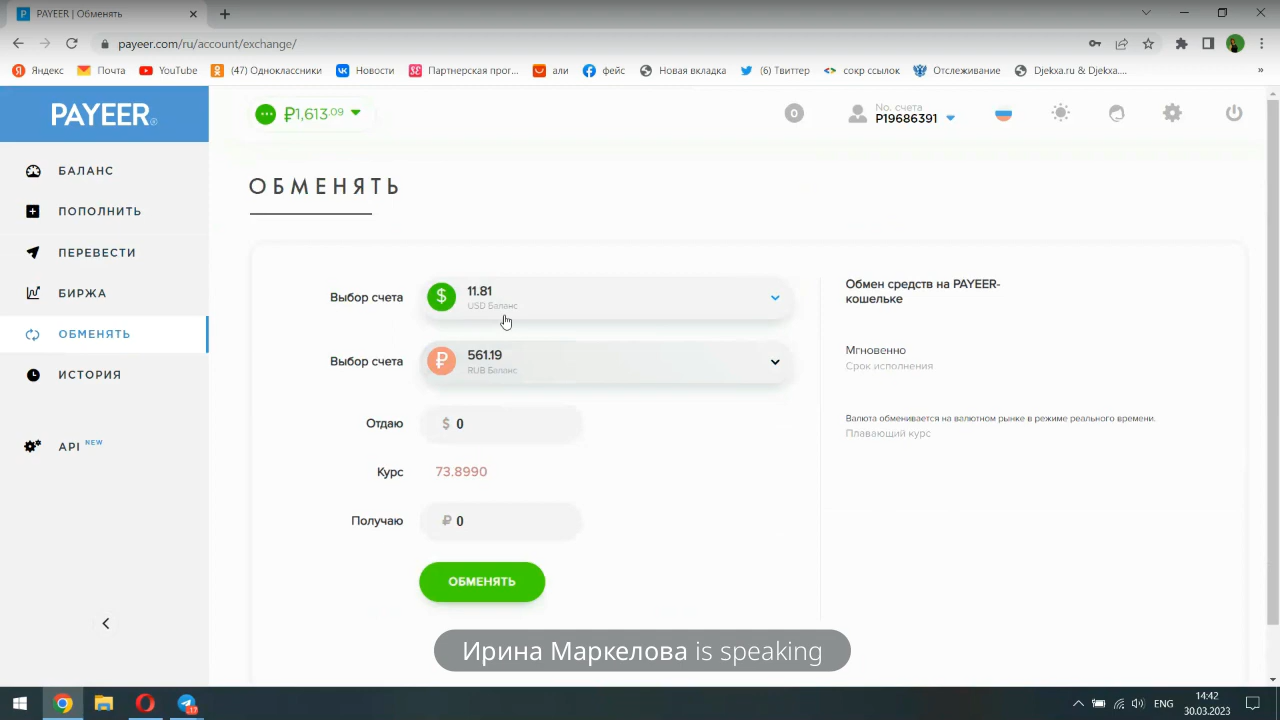 PAYEER | Обменять
payeer.com/ru/account/exchange/
Яндекс
Почта
YouTube
(47) Одноклассники
Новости
Партнерская прог...
али
фейс
Новая вкладка
(6) Твиттер
сокр ссылок
Отслеживание
Djekxa.ru & Djekxa....
»
PAYEER®
₽1,613.09
0
No. счета
P19686391
БАЛАНС
ПОПОЛНИТЬ
ПЕРЕВЕСТИ
БИРЖА
ОБМЕНЯТЬ
ИСТОРИЯ
API NEW
ОБМЕНЯТЬ
Выбор счета
$
11.81
USD Баланс
Выбор счета
₽
561.19
RUB Баланс
Отдаю
$ 0
Курс
73.8990
Получаю
₽ 0
ОБМЕНЯТЬ
Обмен средств на PAYEER-
кошельке
Мгновенно
Срок исполнения
Валюта обменивается на валютном рынке в режиме реального времени.
Плавающий курс
Ирина Маркелова is speaking
17
ENG
14:42
30.03.2023